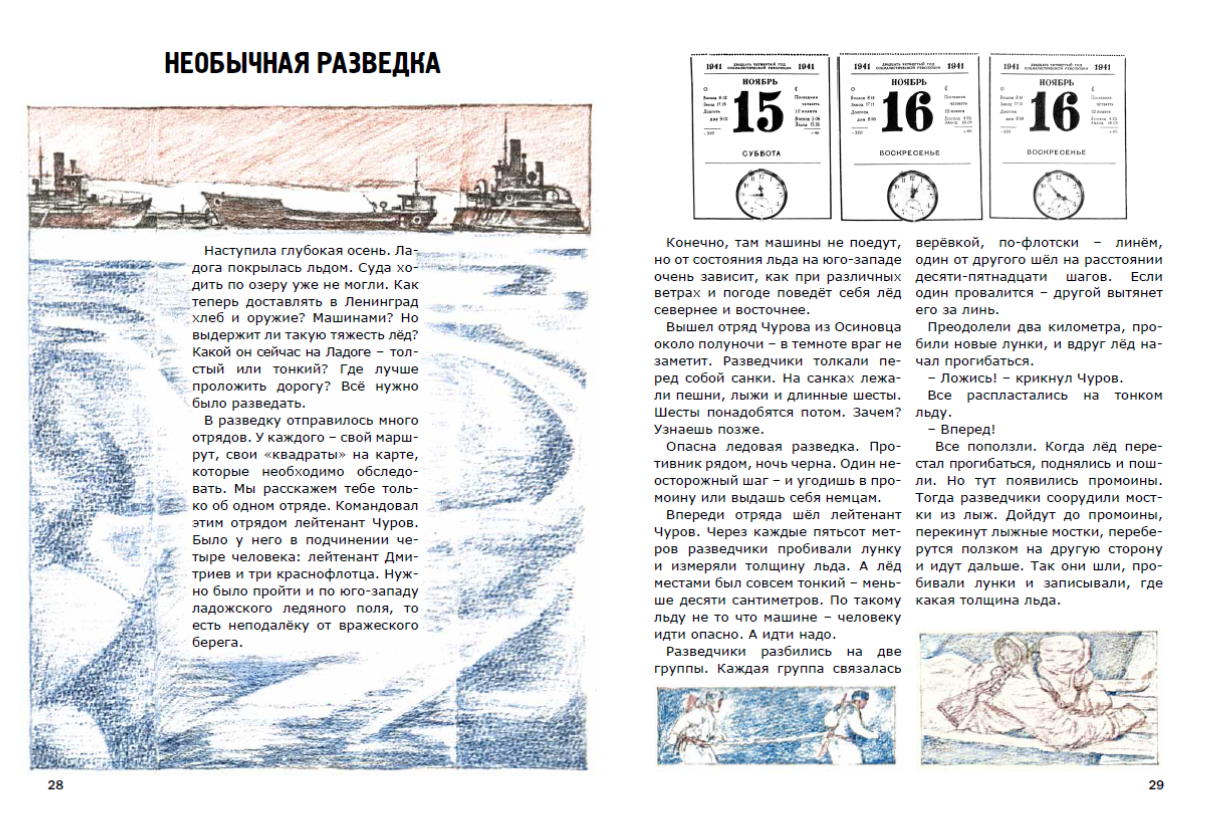 НЕОБЫЧНАЯ РАЗВЕДКА
Наступила глубокая осень. Ла-
дога покрылась льдом. Суда хо-
дить по озеру уже не могли. Как
теперь доставлять в Ленинград
хлеб и оружие? Машинами? Но
выдержит ли такую тяжесть лёд?
Какой он сейчас на Ладоге – тол-
стый или тонкий? Где лучше
проложить дорогу? Всё нужно
было разведать.
В разведку отправилось много
отрядов. У каждого – свой марш-
рут, свои «квадраты» на карте,
которые необходимо обследо-
вать. Мы расскажем тебе толь-
ко об одном отряде. Командовал
этим отрядом лейтенант Чуров.
Было у него в подчинении че-
тыре человека: лейтенант Дми-
триев и три краснофлотца. Нуж-
но было пройти и по юго-западу
ладожского ледяного поля, то
есть неподалёку от вражеского
берега.
28
1941 ДВАДЦАТЬ ЧЕТВЕРТЫЙ ГОД СОЦИАЛИСТИЧЕСКОЙ РЕВОЛЮЦИИ 1941
НОЯБРЬ
15
СУББОТА
1941 ДВАДЦАТЬ ЧЕТВЕРТЫЙ ГОД СОЦИАЛИСТИЧЕСКОЙ РЕВОЛЮЦИИ 1941
НОЯБРЬ
16
ВОСКРЕСЕНЬЕ
1941 ДВАДЦАТЬ ЧЕТВЕРТЫЙ ГОД СОЦИАЛИСТИЧЕСКОЙ РЕВОЛЮЦИИ 1941
НОЯБРЬ
16
ВОСКРЕСЕНЬЕ
Конечно, там машины не поедут,
но от состояния льда на юго-западе
очень зависит, как при различных
ветрах и погоде поведёт себя лёд
севернее и восточнее.
Вышел отряд Чурова из Осиновца
около полуночи – в темноте враг не
заметит. Разведчики толкали пе-
ред собой санки. На санках лежа-
ли пешни, лыжи и длинные шесты.
Шесты понадобятся потом. Зачем?
Узнаешь позже.
Опасна ледовая разведка. Про-
тивник рядом, ночь черна. Один не-
осторожный шаг – и угодишь в про-
моину или выдашь себя немцам.
Впереди отряда шёл лейтенант
Чуров. Через каждые пятьсот мет-
ров разведчики пробивали лунку
и измеряли толщину льда. А лёд
местами был совсем тонкий – мень-
ше десяти сантиметров. По такому
льду не то что машине – человеку
идти опасно. А идти надо.
Разведчики разбились на две
группы. Каждая группа связалась
верёвкой, по-флотски – линём,
один от другого шёл на расстоянии
десяти-пятнадцати шагов. Если
один провалится – другой вытянет
его за линь.
Преодолели два километра, про-
били новые лунки, и вдруг лёд на-
чал прогибаться.
– Ложись! – крикнул Чуров.
Все распластались на тонком
льду.
– Вперед!
Все поползли. Когда лёд пере-
стал прогибаться, поднялись и пош-
ли. Но тут появились промоины.
Тогда разведчики соорудили мост-
ки из лыж. Дойдут до промоины,
перекинут лыжные мостки, перебе-
рутся ползком на другую сторону
и идут дальше. Так они шли, про-
бивали лунки и записывали, где
какая толщина льда.
29